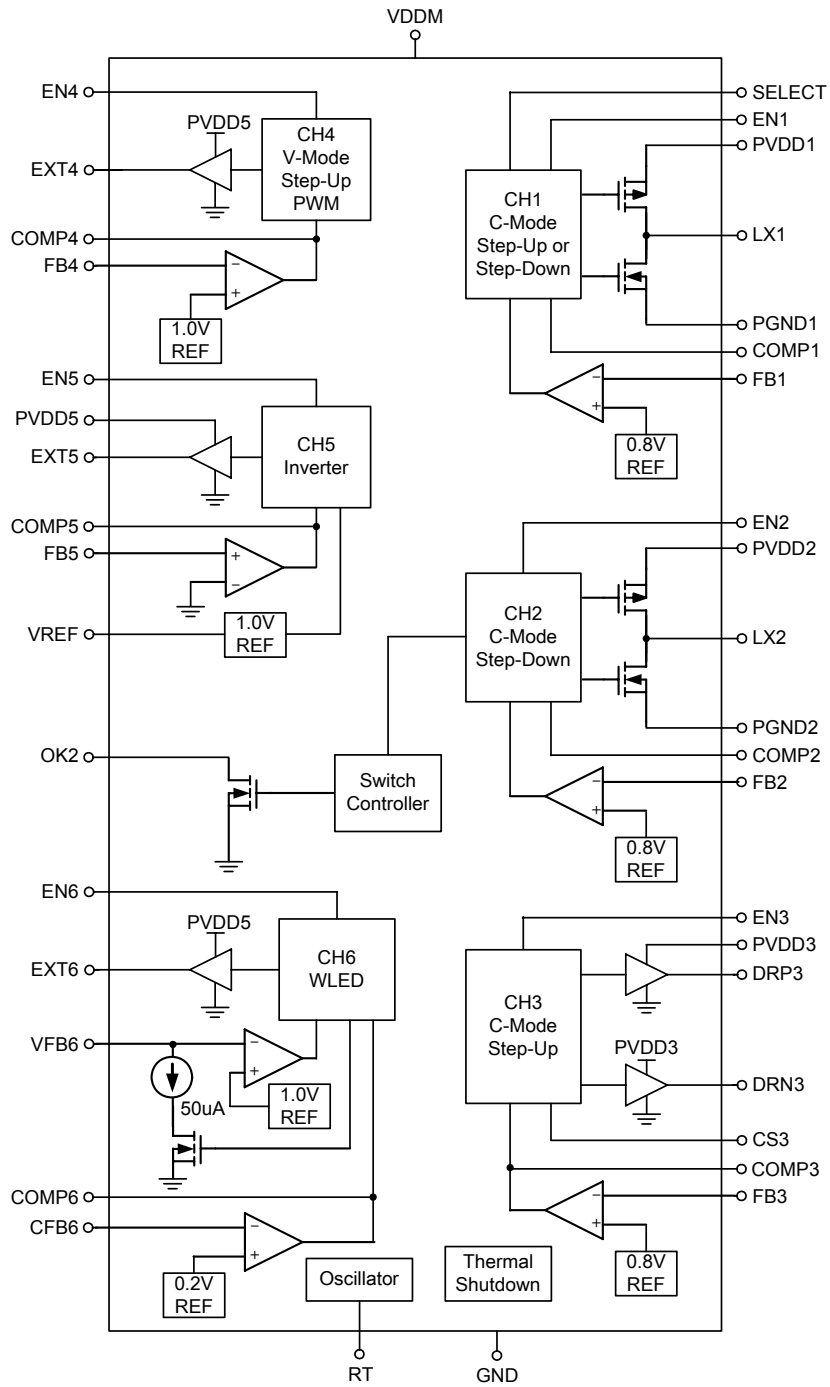 VDDM
EN4
PVDD5
EXT4
CH4
V-Mode
Step-Up
PWM
COMP4
FB4
1.0V
REF
EN5
PVDD5
EXT5
CH5
Inverter
COMP5
FB5
VREF
1.0V
REF
OK2
Switch
Controller
EN6
PVDD5
EXT6
CH6
WLED
VFB6
50uA
1.0V
REF
COMP6
CFB6
0.2V
REF
Oscillator
Thermal
Shutdown
RT
GND
SELECT
EN1
PVDD1
CH1
C-Mode
Step-Up or
Step-Down
LX1
PGND1
COMP1
FB1
0.8V
REF
EN2
PVDD2
CH2
C-Mode
Step-Down
LX2
PGND2
COMP2
FB2
0.8V
REF
EN3
PVDD3
DRP3
CH3
C-Mode
Step-Up
PVDD3
DRN3
CS3
COMP3
FB3
0.8V
REF